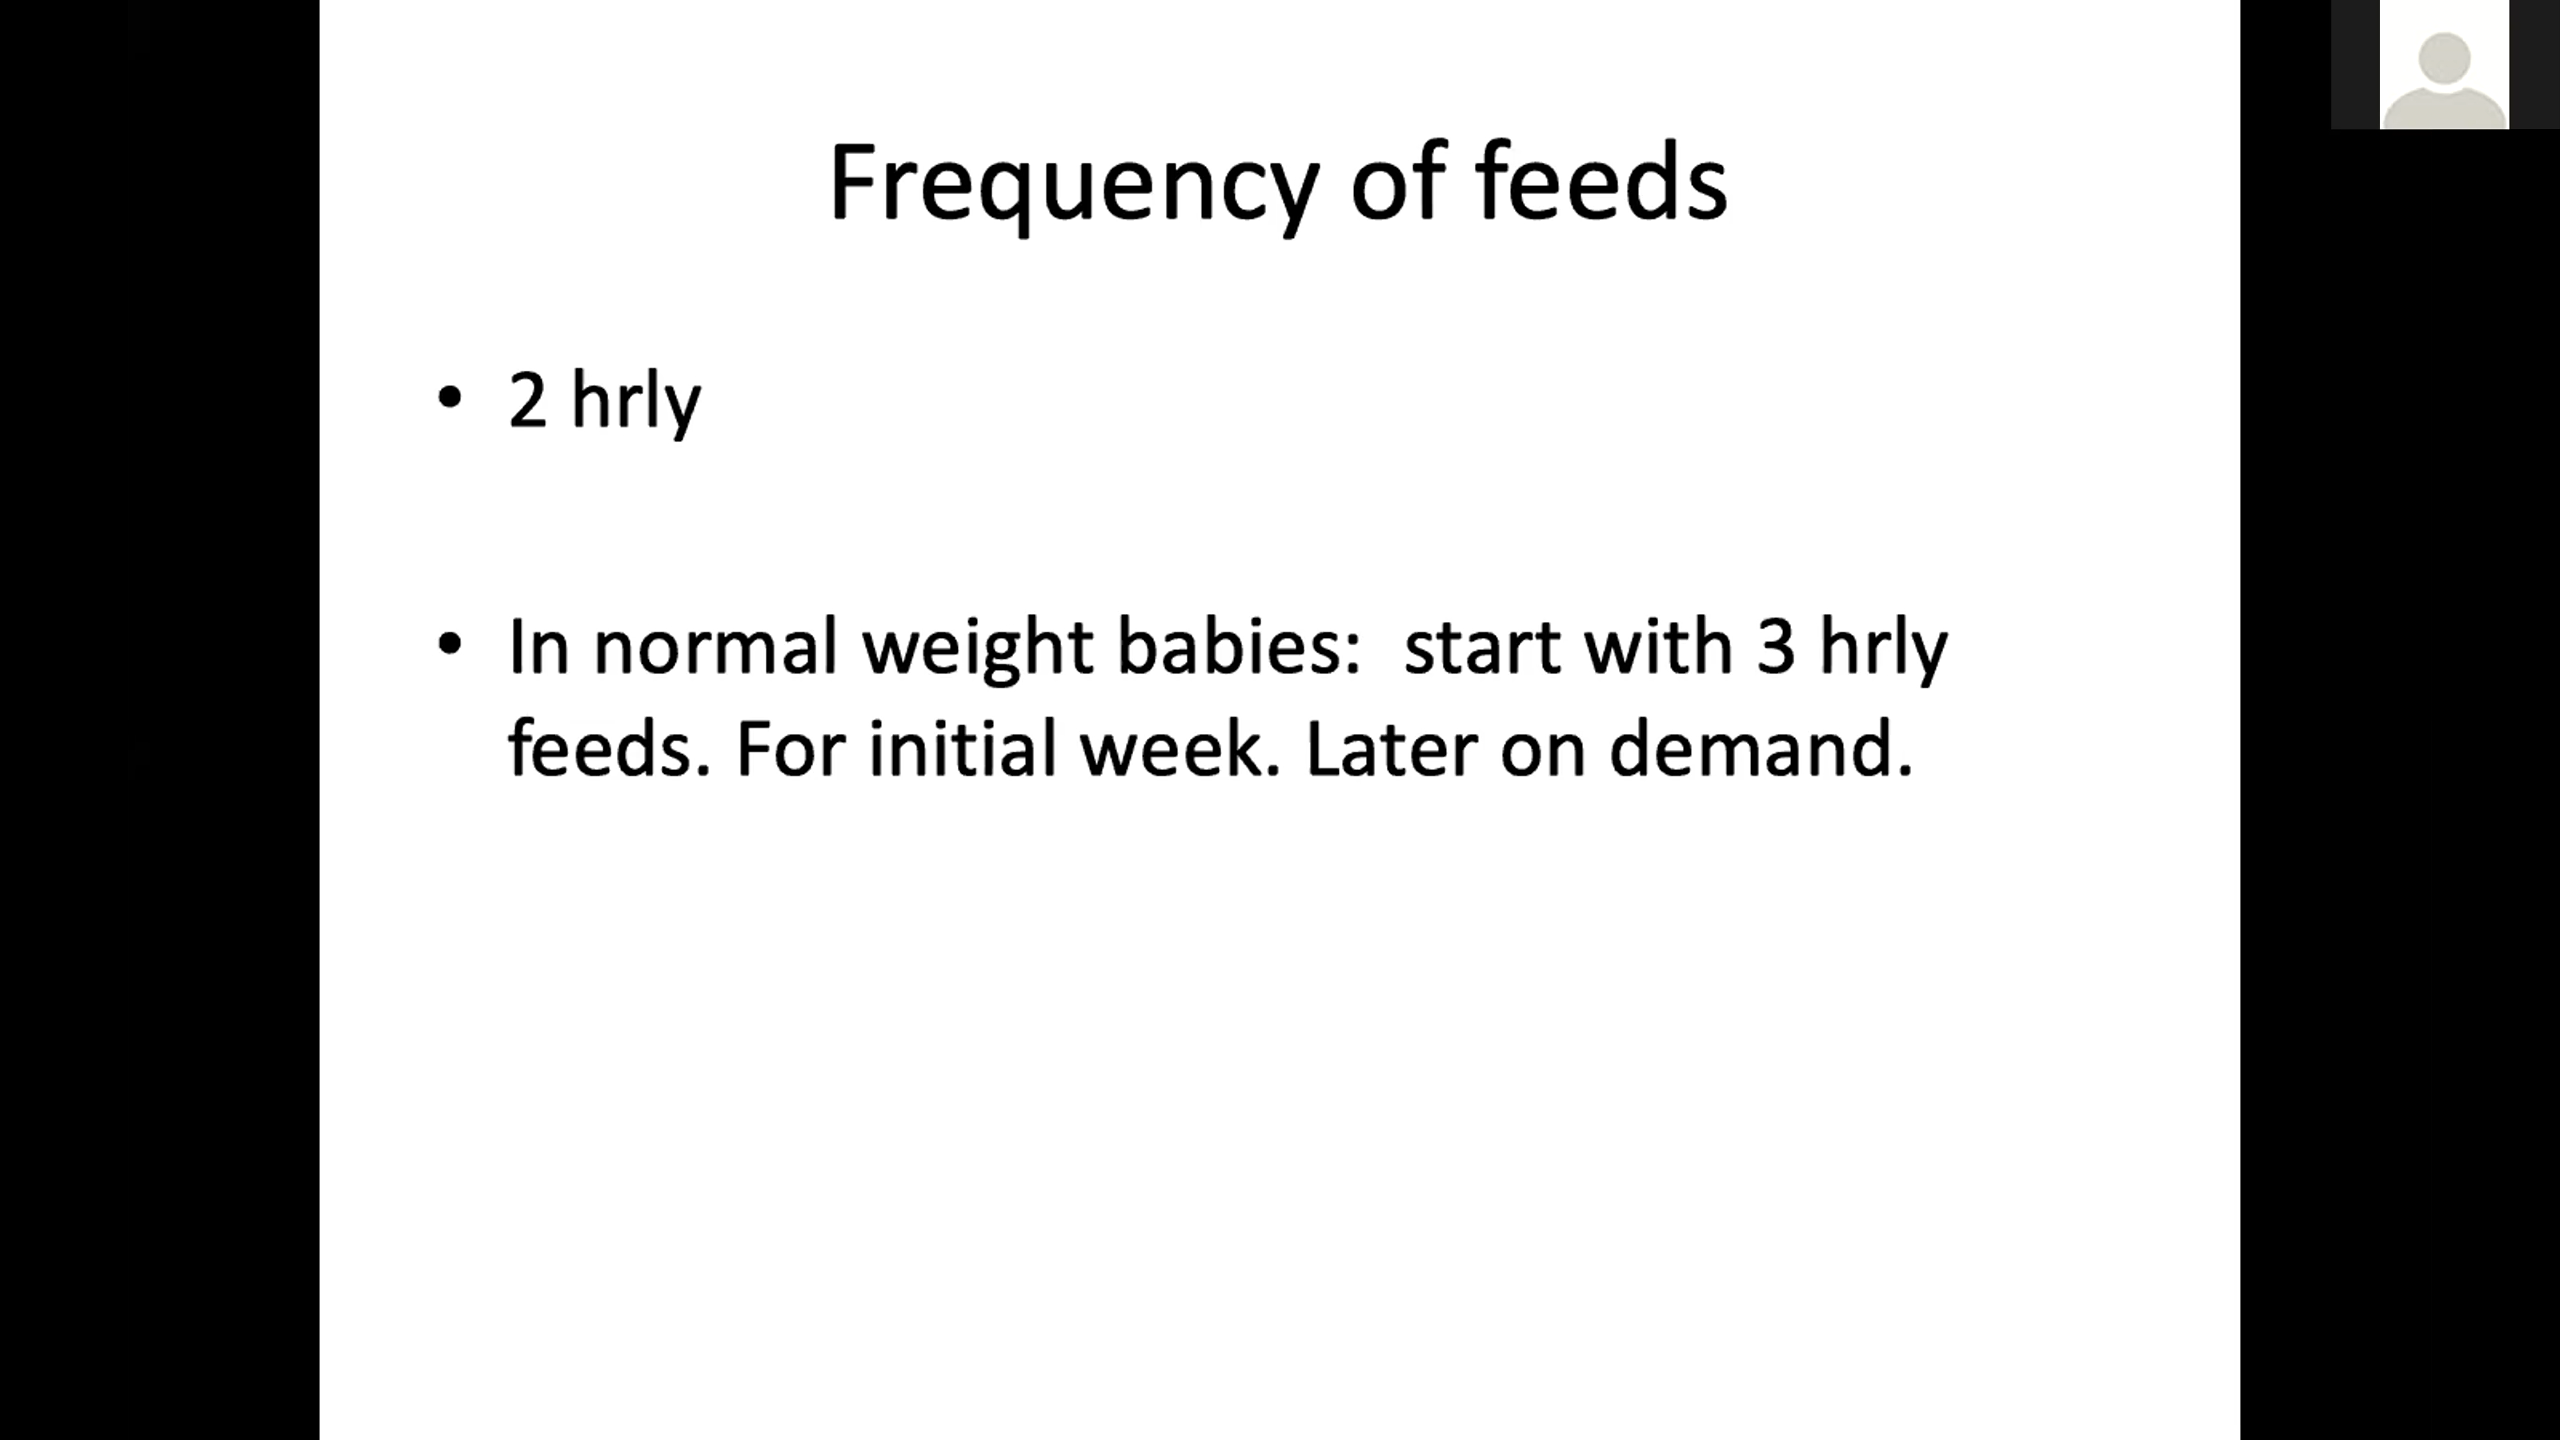 Frequency of feeds
• 2 hrly
• In normal weight babies: start with 3 hrly
feeds. For initial week. Later on demand.